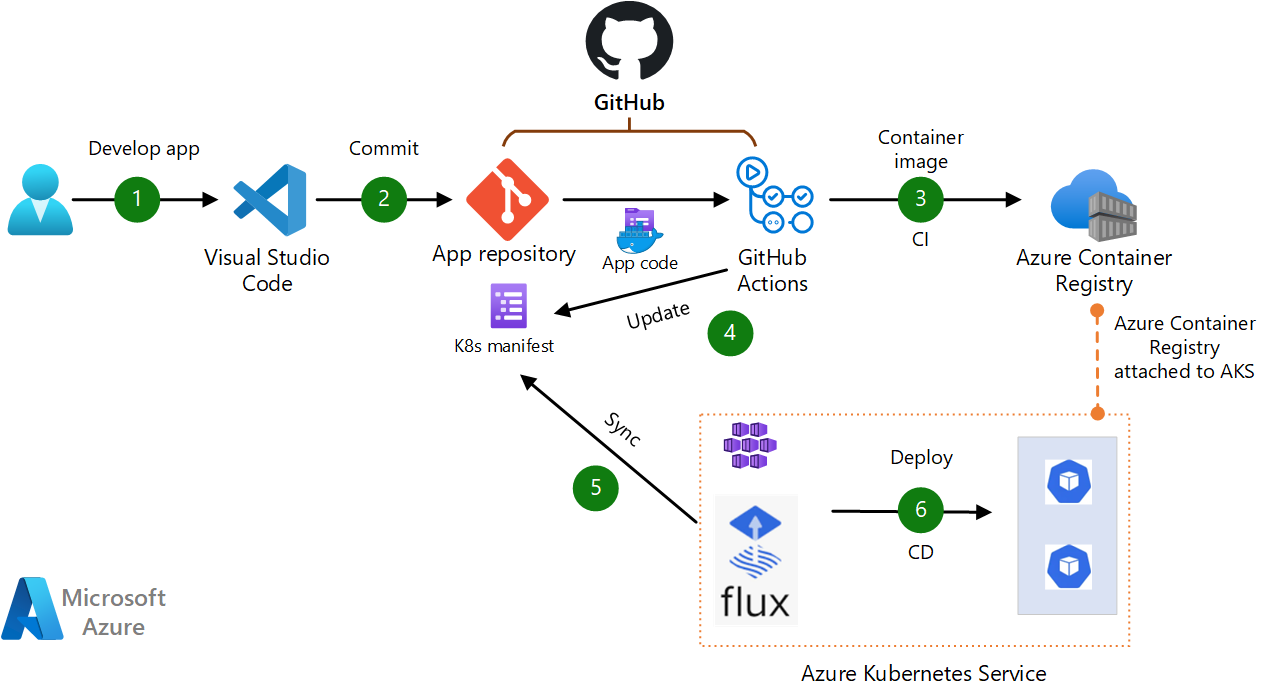 GitHub
Develop app
1
Commit
2
Container
image
3
CI
Visual Studio
Code
App repository
App code
GitHub
Actions
Azure Container
Registry
Update
4
K8s manifest
Azure Container
Registry
attached to AKS
Sync
5
Deploy
6
CD
flux
Microsoft
Azure
Azure Kubernetes Service